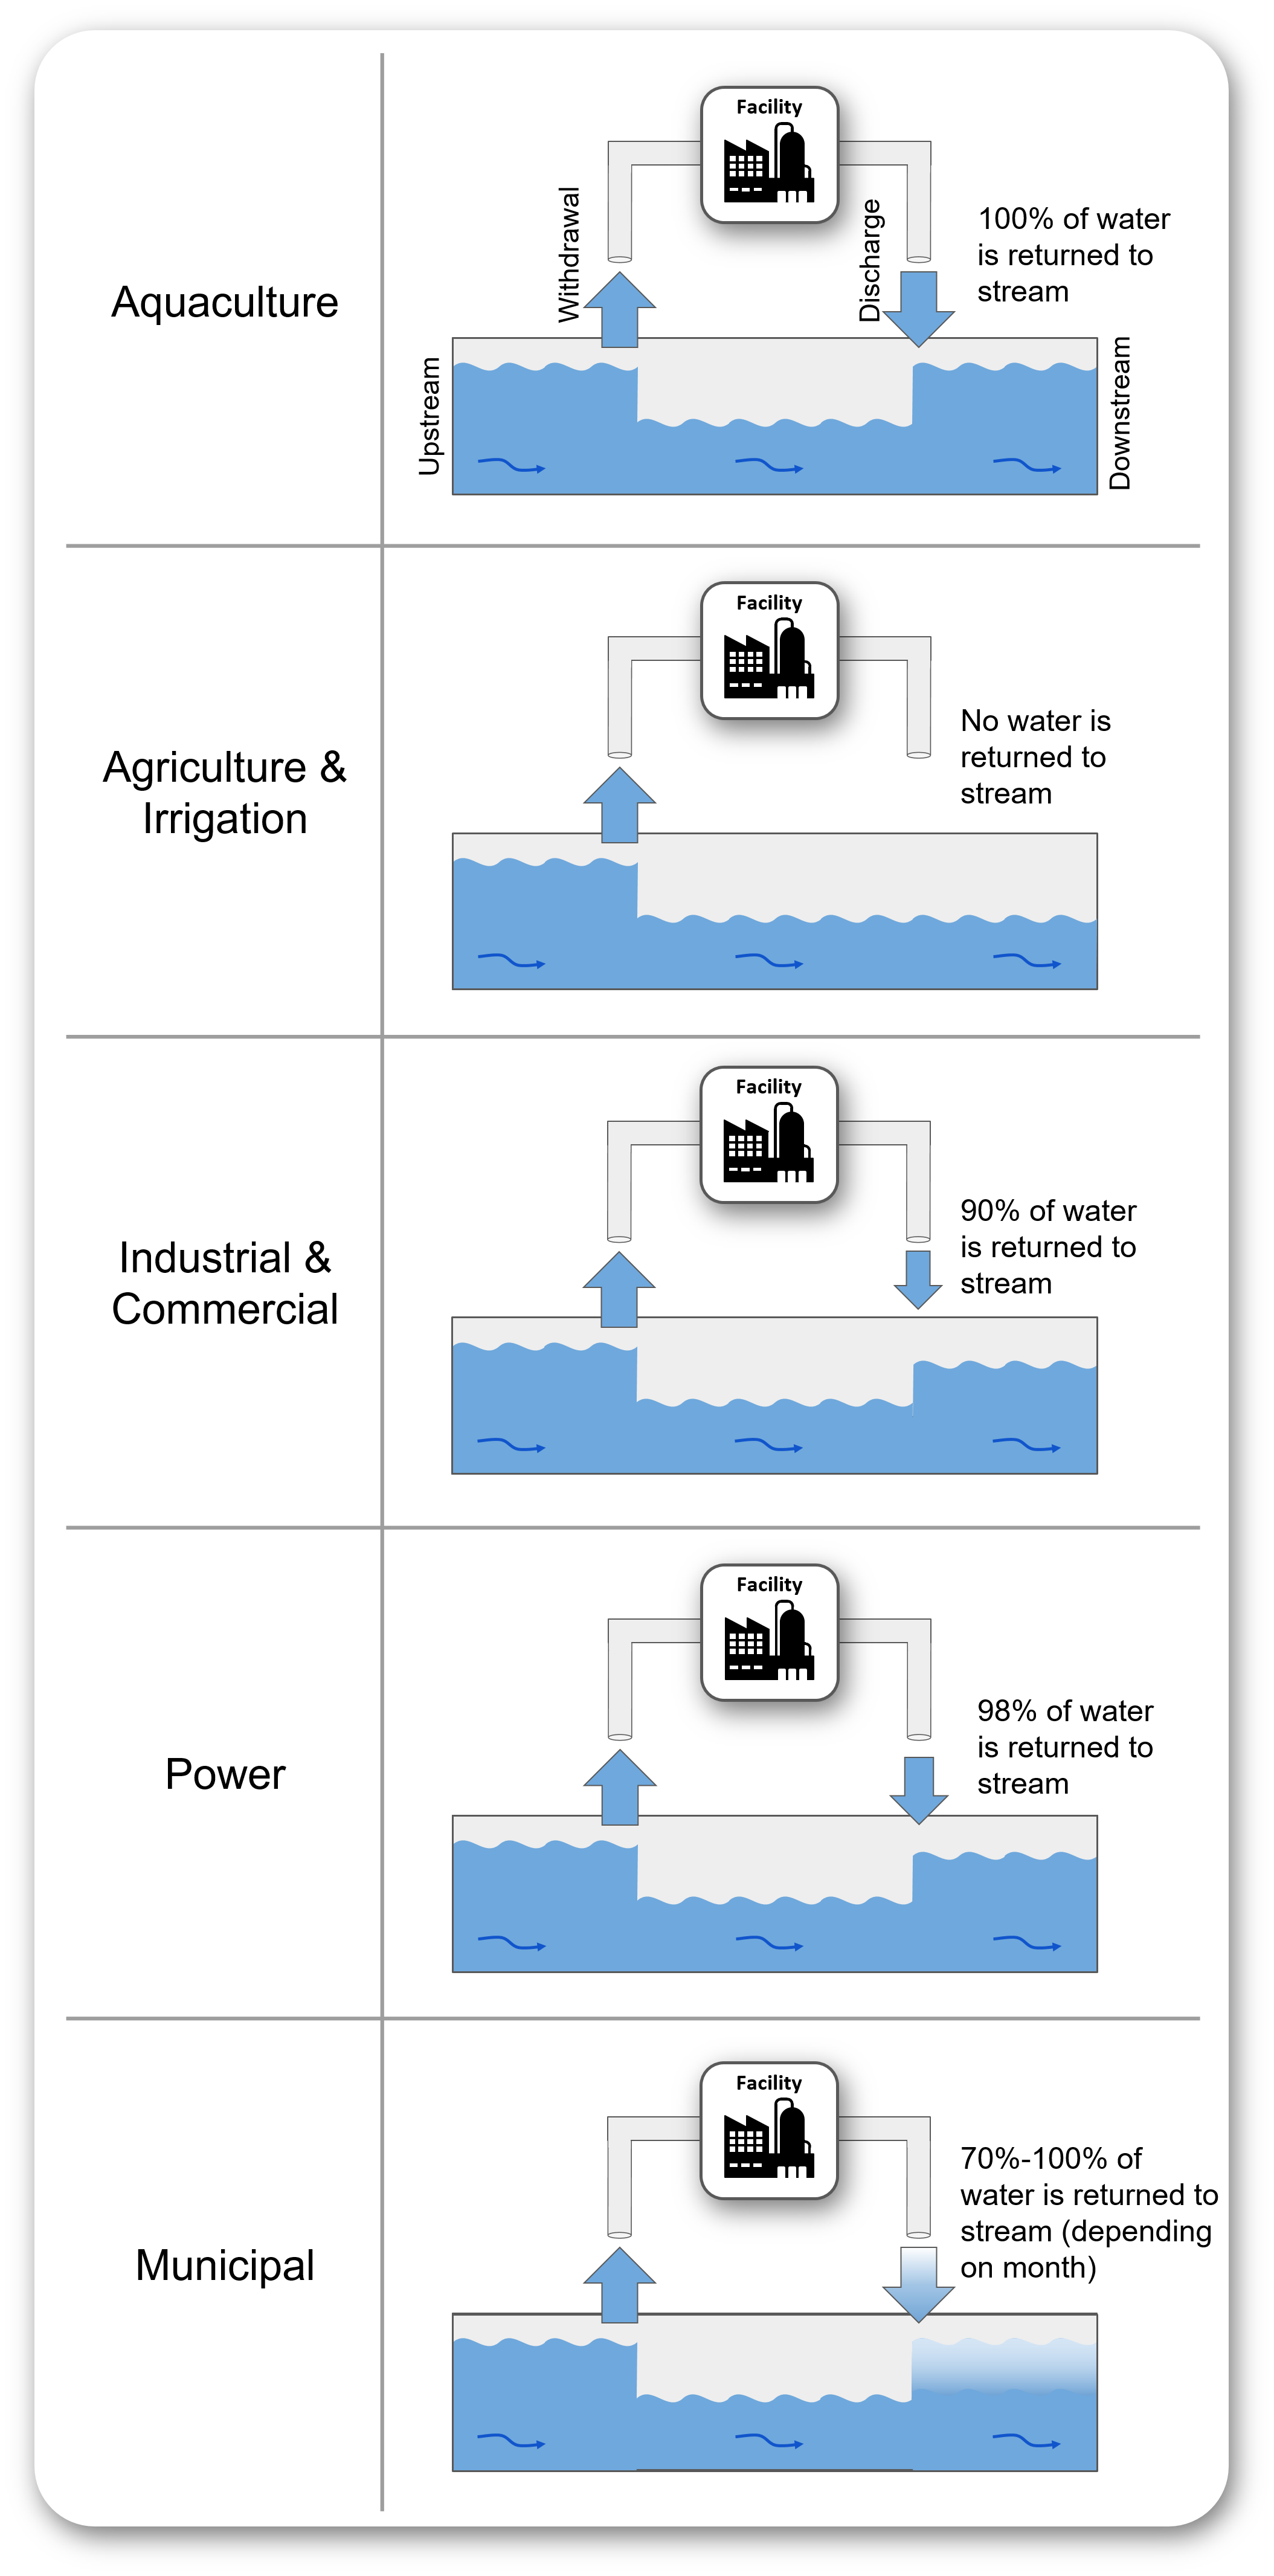 Aquaculture
Facility
Withdrawal
Discharge
100% of water
is returned to
stream
Upstream
Downstream
Agriculture &
Irrigation
Facility
No water is
returned to
stream
Industrial &
Commercial
Facility
90% of water
is returned to
stream
Power
Facility
98% of water
is returned to
stream
Municipal
Facility
70%-100% of
water is returned to
stream (depending
on month)